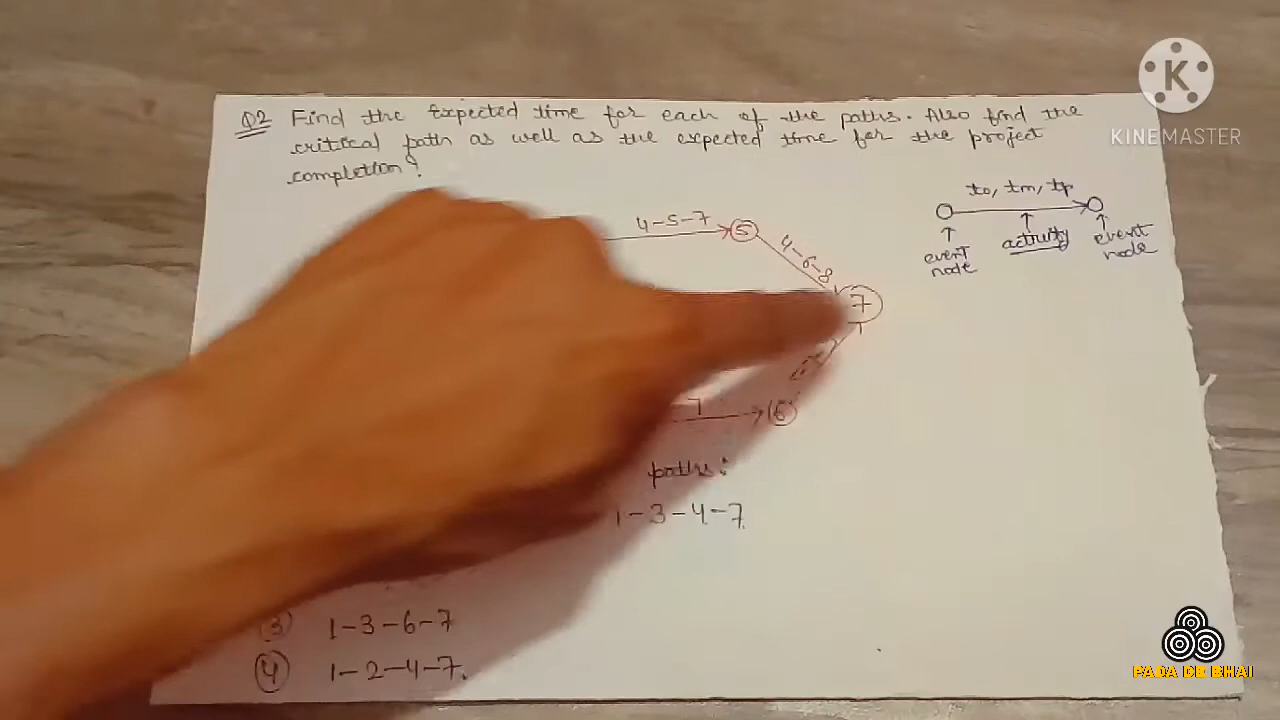 Q2 Find the Expected time for each of the paths. Also find the
critical path as well as the expected time for the project
completion?
to, tm, tp
event node
activity
event node
4-5-7
5
4-6-8
7
7
6
paths:
1-3-4-7
3 1-3-6-7
4 1-2-4-7.
K
KINEMASTER
PADA DE BHAI